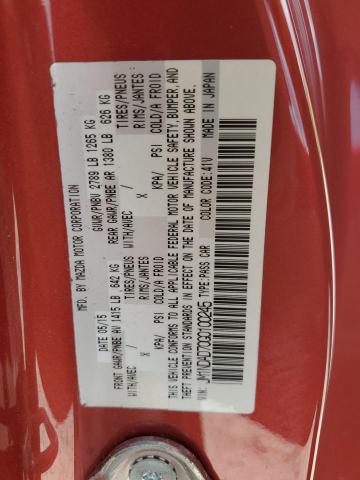 MFD. BY MAZDA MOTOR CORPORATION
DATE 05/15 GVWR/PNBV 2789 LB 1265 KG
FRONT GAWR/PNBE AV 1415 LB 642 KG REAR GAWR/PNBE AR 1380 LB 626 KG
WITH/AVEC / TIRES/PNEUS WITH/AVEC / TIRES/PNEUS
X RIMS/JANTES X RIMS/JANTES
KPA/ PSI COLD/A FROID KPA/ PSI COLD/A FROID
THIS VEHICLE CONFORMS TO ALL APPLICABLE FEDERAL MOTOR VEHICLE SAFETY, BUMPER, AND
THEFT PREVENTION STANDARDS IN EFFECT ON THE DATE OF MANUFACTURE SHOWN ABOVE.
MADE IN JAPAN
VIN: TYPE:PASS CAR COLOR CODE:41V